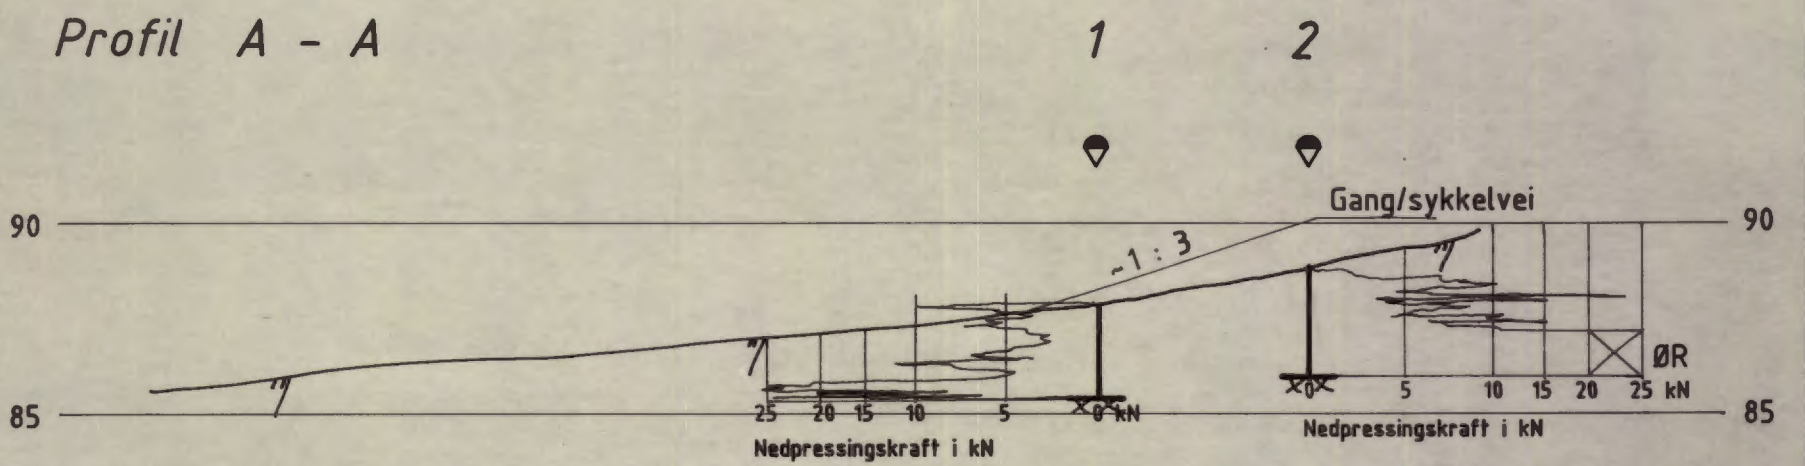 Profil A - A 1 2
Gang/sykkelvei
90 90
~1 : 3
ØR
5 10 15 20 25 kN
0
25 20 15 10 5 0 kN
85 85
Nedpressingskraft i kN
Nedpressingskraft i kN